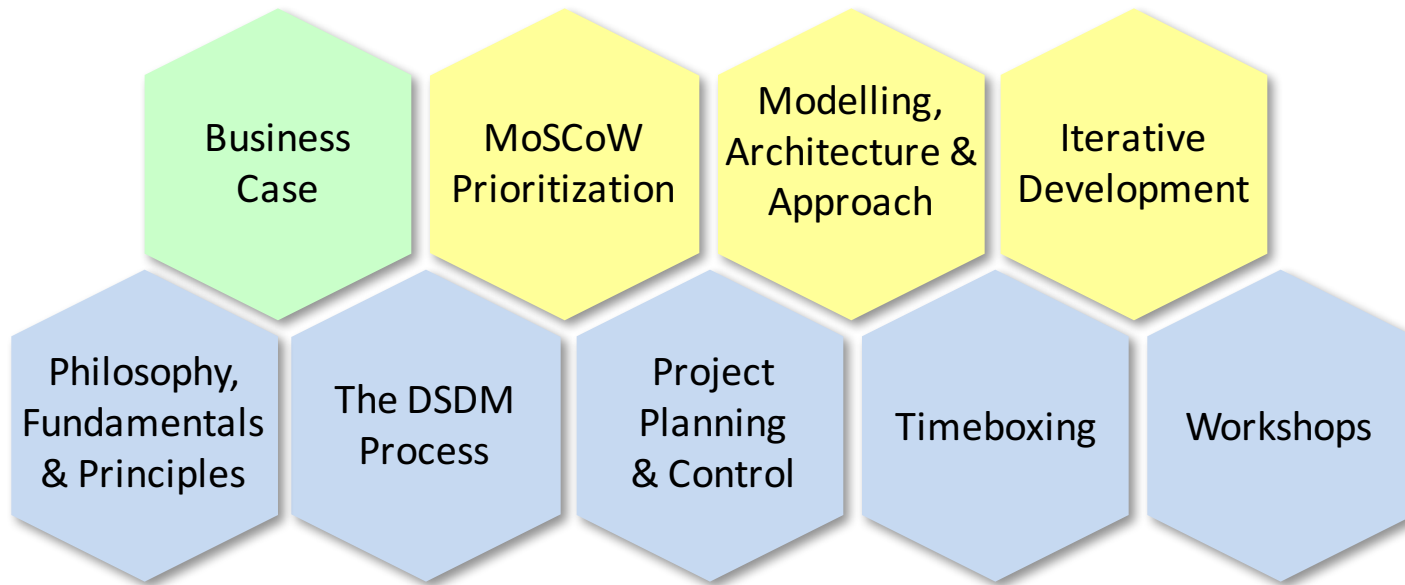 Business
Case
MoSCoW
Prioritization
Modelling,
Architecture &
Approach
Iterative
Development
Philosophy,
Fundamentals
& Principles
The DSDM
Process
Project
Planning
& Control
Timeboxing
Workshops